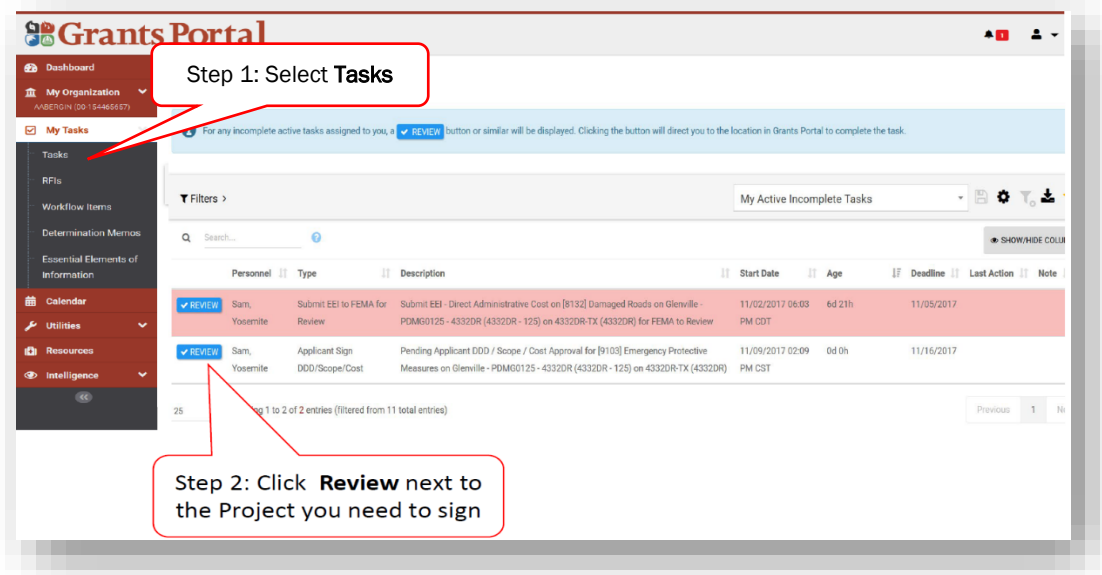 Grants Portal
1
Dashboard
Step 1: Select Tasks
My Organization
AABERGIN (00-154465657)
My Tasks
For any incomplete active tasks assigned to you, a REVIEW button or similar will be displayed. Clicking the button will direct you to the location in Grants Portal to complete the task.
Tasks
RFIs
Workflow Items
Determination Memos
Essential Elements of
Information
Calendar
Utilities
Resources
Intelligence
Filters >
My Active Incomplete Tasks
Search...
SHOW/HIDE COLU
Personnel Type Description Start Date Age Deadline Last Action Note
REVIEW Sam, Submit EEI to FEMA for Submit EEI - Direct Administrative Cost on [8132] Damaged Roads on Glenville - 11/02/2017 06:03 6d 21h 11/05/2017
Yosemite Review PDMG0125 - 4332DR (4332DR - 125) on 4332DR-TX (4332DR) for FEMA to Review PM CDT
REVIEW Sam, Applicant Sign Pending Applicant DDD / Scope / Cost Approval for [9103] Emergency Protective 11/09/2017 02:09 0d 0h 11/16/2017
Yosemite DDD/Scope/Cost Measures on Glenville - PDMG0125 - 4332DR (4332DR - 125) on 4332DR-TX (4332DR) PM CST
25 1 to 2 of 2 entries (filtered from 11 total entries) Previous 1
Step 2: Click Review next to
the Project you need to sign